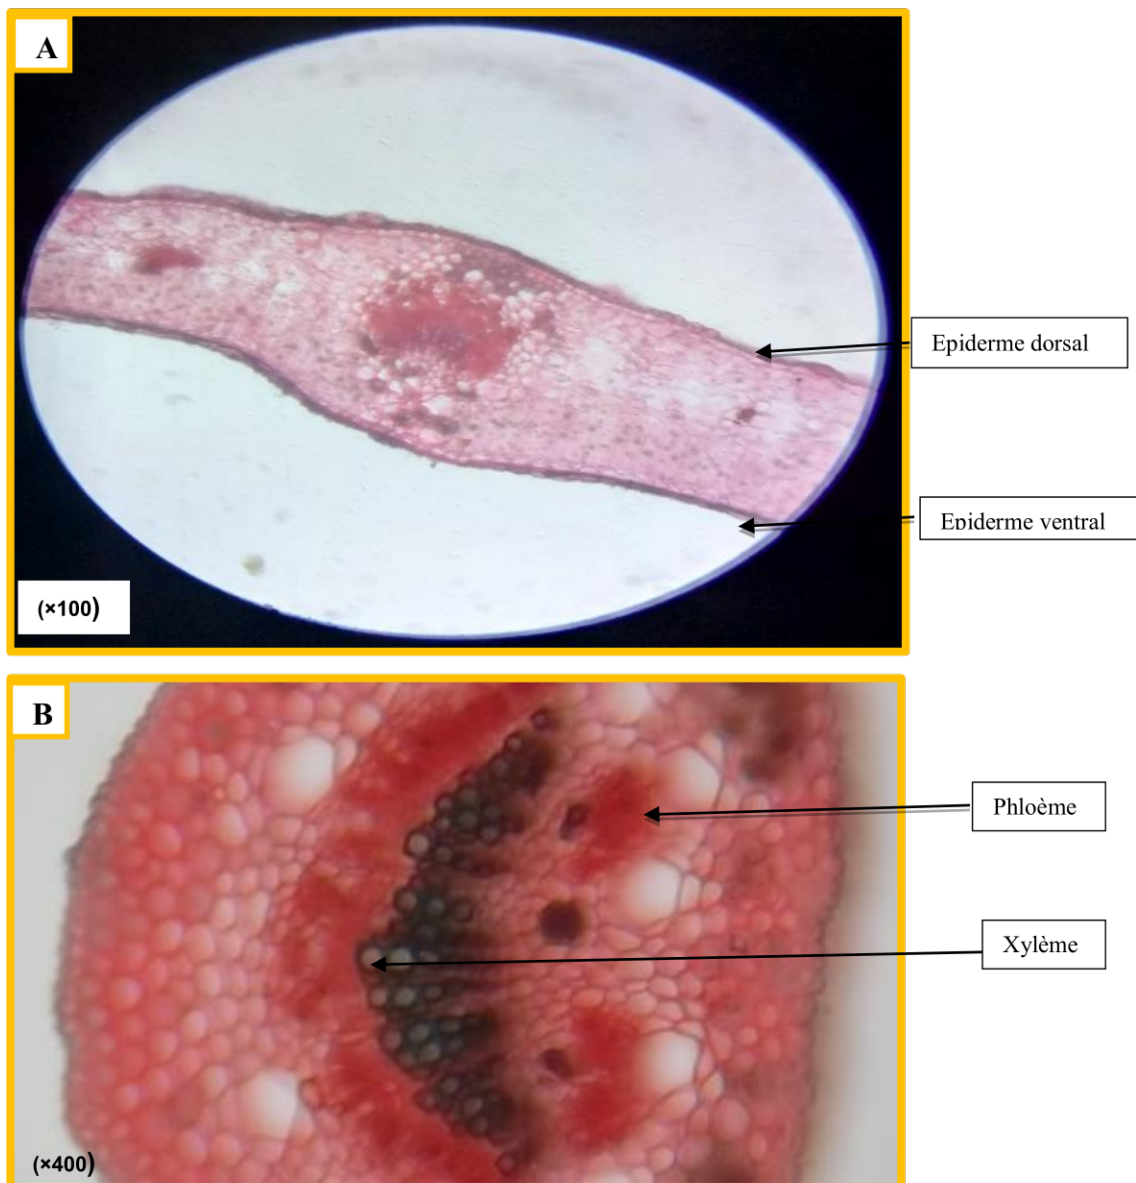 A
Epiderme dorsal
Epiderme ventral
(×100)
B
Phloème
Xylème
(×400)